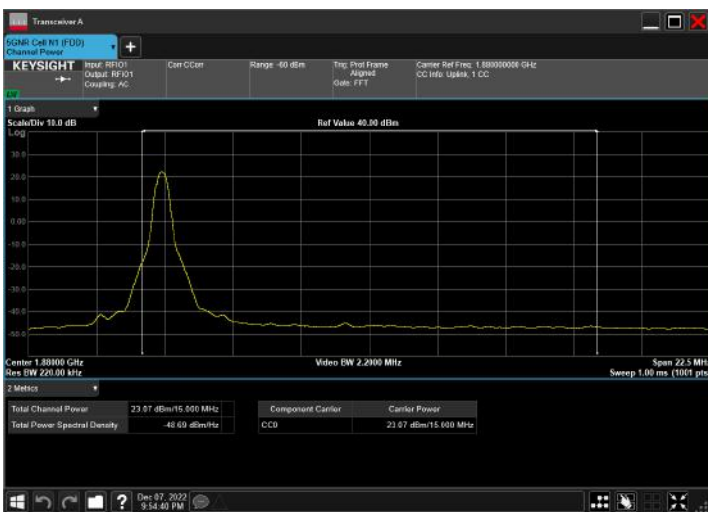 Transceiver A
5GNR Cell N1 (FDD)
Channel Power
KEYSIGHT
Input: RFIO1
Output: RFIO1
Coupling: AC
Corr CCorr
Range: -60 dBm
Trig: Prot Frame
Aligned
Gate: FFT
Carrier Ref Freq: 1.880000000 GHz
CC Info: Uplink, 1 CC
1 Graph
Scale/Div 10.0 dB
Ref Value 40.00 dBm
Log
30.0
20.0
10.0
0.00
-10.0
-20.0
-30.0
-40.0
-50.0
Center 1.88000 GHz
Video BW 2.2000 MHz
Span 22.5 MH
Res BW 220.00 kHz
Sweep 1.00 ms (1001 pts
2 Metrics
Total Channel Power 23.07 dBm/15.000 MHz
Component Carrier Carrier Power
Total Power Spectral Density -48.69 dBm/Hz
CC0 23.07 dBm/15.000 MHz
Dec 07, 2022
9:54:40 PM